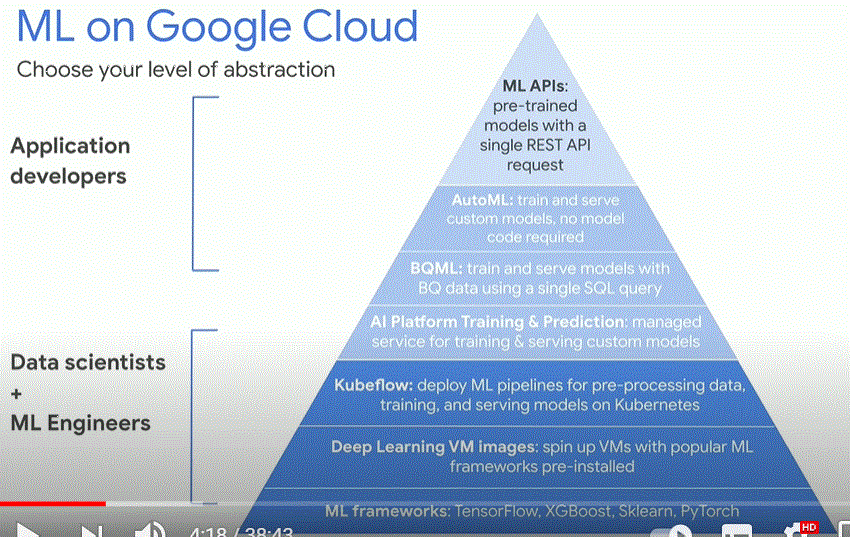 ML on Google Cloud
Choose your level of abstraction
Application
developers
ML APIs:
pre-trained
models with a
single REST API
request
AutoML: train and serve
custom models, no model
code required
BQML: train and serve models with
BQ data using a single SQL query
AI Platform Training & Prediction: managed
service for training & serving custom models
Data scientists
+
ML Engineers
Kubeflow: deploy ML pipelines for pre-processing data,
training, and serving models on Kubernetes
Deep Learning VM images: spin up VMs with popular ML
frameworks pre-installed
ML frameworks: TensorFlow, XGBoost, Sklearn, PyTorch
4:18 / 38:43
HD